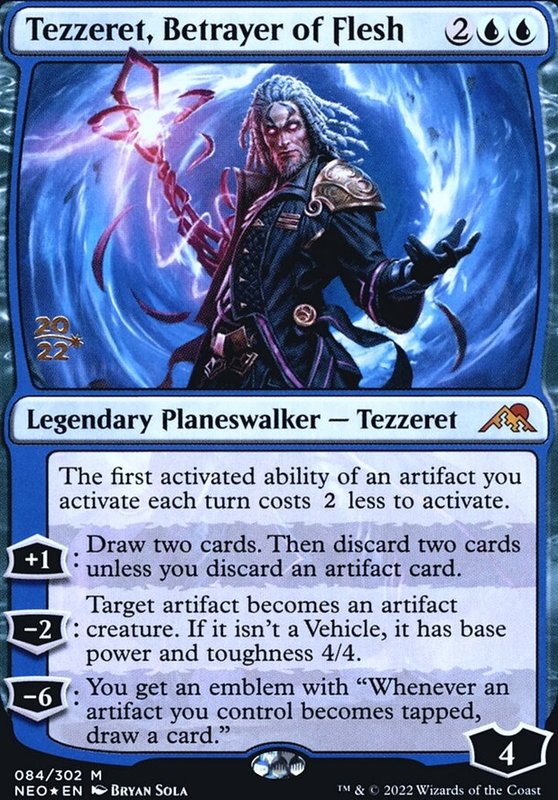 Tezzeret, Betrayer of Flesh 2
20
22
Legendary Planeswalker — Tezzeret
The first activated ability of an artifact you
activate each turn costs 2 less to activate.
+1 : Draw two cards. Then discard two cards
unless you discard an artifact card.
−2 : Target artifact becomes an artifact
creature. If it isn't a Vehicle, it has base
power and toughness 4/4.
−6 : You get an emblem with “Whenever an
artifact you control becomes tapped,
draw a card.”
4
084/302 M
NEO★EN BRYAN SOLA
™ & © 2022 Wizards of the Coast